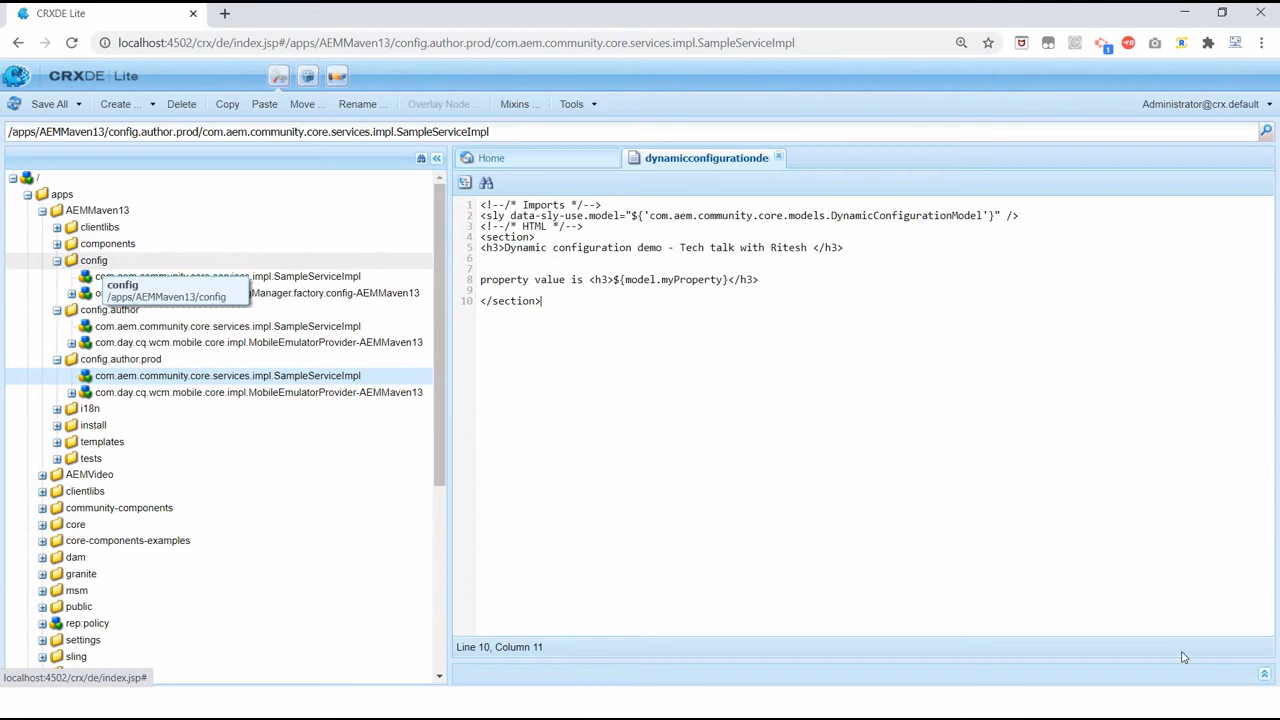 CRXDE Lite
localhost:4502/crx/de/index.jsp#/apps/AEMMaven13/config.author.prod/com.aem.community.core.services.impl.SampleServiceImpl
CRXDE | Lite
Save All Create ... Delete Copy Paste Move ... Rename ... Overlay Node ... Mixins ... Tools Administrator@crx.default
/apps/AEMMaven13/config.author.prod/com.aem.community.core.services.impl.SampleServiceImpl
/
apps
AEMMaven13
clientlibs
components
config
com.aem.community.core.services.impl.SampleServiceImpl
config
/apps/AEMMaven13/config
Manager.factory.config-AEMMaven13
config.author
com.aem.community.core.services.impl.SampleServiceImpl
com.day.cq.wcm.mobile.core.impl.MobileEmulatorProvider-AEMMaven13
config.author.prod
com.aem.community.core.services.impl.SampleServiceImpl
com.day.cq.wcm.mobile.core.impl.MobileEmulatorProvider-AEMMaven13
i18n
install
templates
tests
AEMVideo
clientlibs
community-components
core
core-components-examples
dam
granite
msm
public
rep:policy
settings
sling
localhost:4502/crx/de/index.jsp#
Home dynamicconfigurationde
1 <!--/* Imports */-->
2 <sly data-sly-use.model="${'com.aem.community.core.models.DynamicConfigurationModel'}" />
3 <!--/* HTML */-->
4 <section>
5 <h3>Dynamic configuration demo - Tech talk with Ritesh </h3>
6
7
8 property value is <h3>${model.myProperty}</h3>
9
10 </section>
Line 10, Column 11